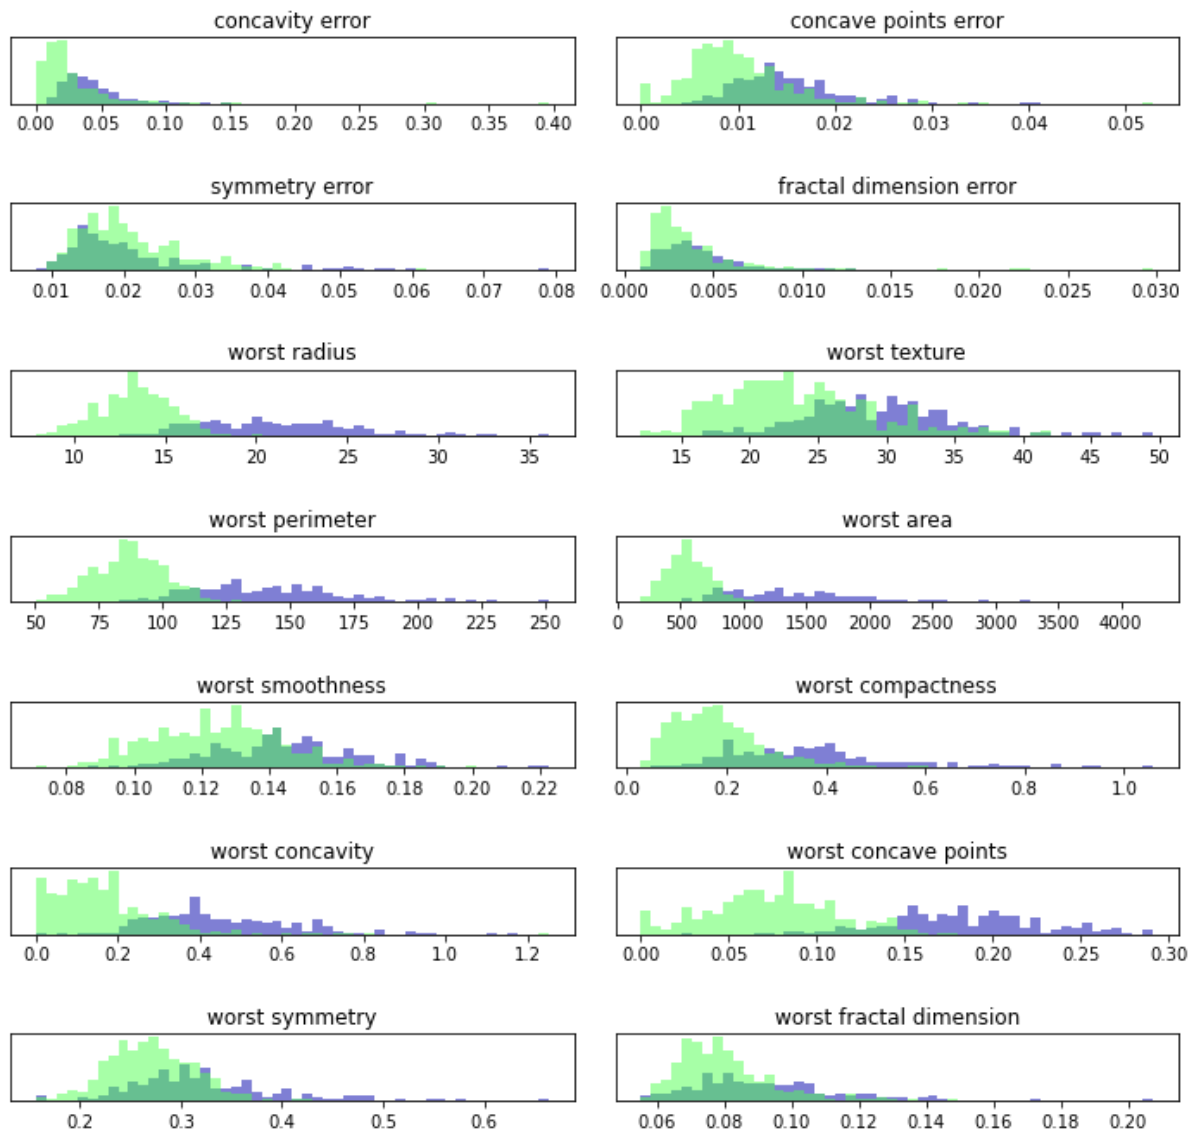 concavity error
0.00 0.05 0.10 0.15 0.20 0.25 0.30 0.35 0.40
concave points error
0.00 0.01 0.02 0.03 0.04 0.05
symmetry error
0.01 0.02 0.03 0.04 0.05 0.06 0.07 0.08
fractal dimension error
0.000 0.005 0.010 0.015 0.020 0.025 0.030
worst radius
10 15 20 25 30 35
worst texture
15 20 25 30 35 40 45 50
worst perimeter
50 75 100 125 150 175 200 225 250
worst area
0 500 1000 1500 2000 2500 3000 3500 4000
worst smoothness
0.08 0.10 0.12 0.14 0.16 0.18 0.20 0.22
worst compactness
0.0 0.2 0.4 0.6 0.8 1.0
worst concavity
0.0 0.2 0.4 0.6 0.8 1.0 1.2
worst concave points
0.00 0.05 0.10 0.15 0.20 0.25 0.30
worst symmetry
0.2 0.3 0.4 0.5 0.6
worst fractal dimension
0.06 0.08 0.10 0.12 0.14 0.16 0.18 0.20